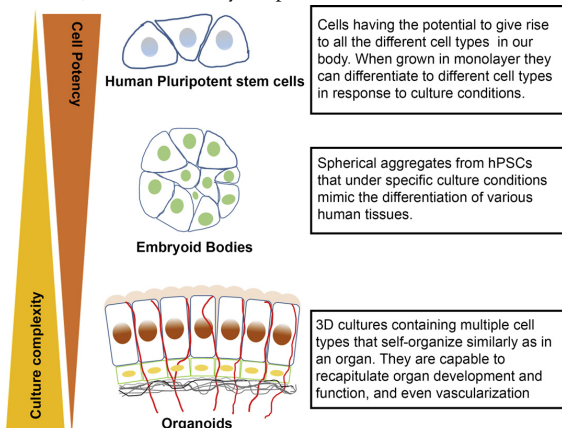 Cell Potency
Human Pluripotent stem cells
Cells having the potential to give rise
to all the different cell types in our
body. When grown in monolayer they
can differentiate to different cell types
in response to culture conditions.
Embryoid Bodies
Spherical aggregates from hPSCs
that under specific culture conditions
mimic the differentiation of various
human tissues.
Culture complexity
Organoids
3D cultures containing multiple cell
types that self-organize similarly as in
an organ. They are capable to
recapitulate organ development and
function, and even vascularization